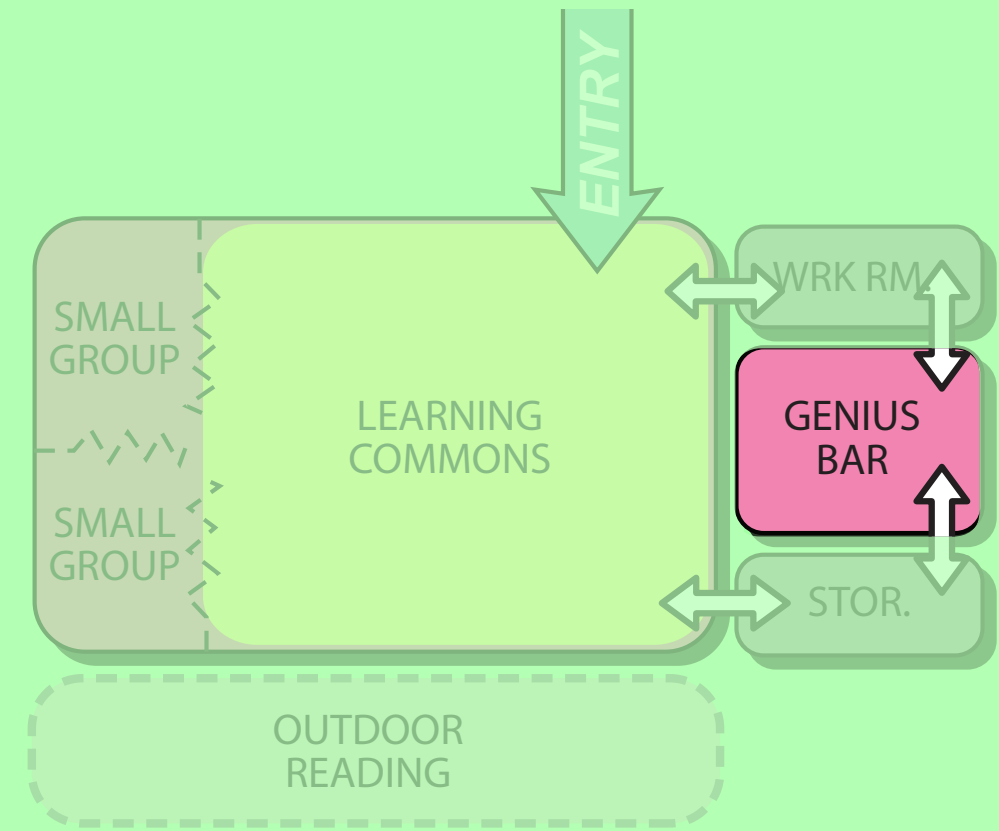 ENTRY
WRK RM.
SMALL
GROUP
LEARNING
COMMONS
GENIUS
BAR
SMALL
GROUP
STOR.
OUTDOOR
READING